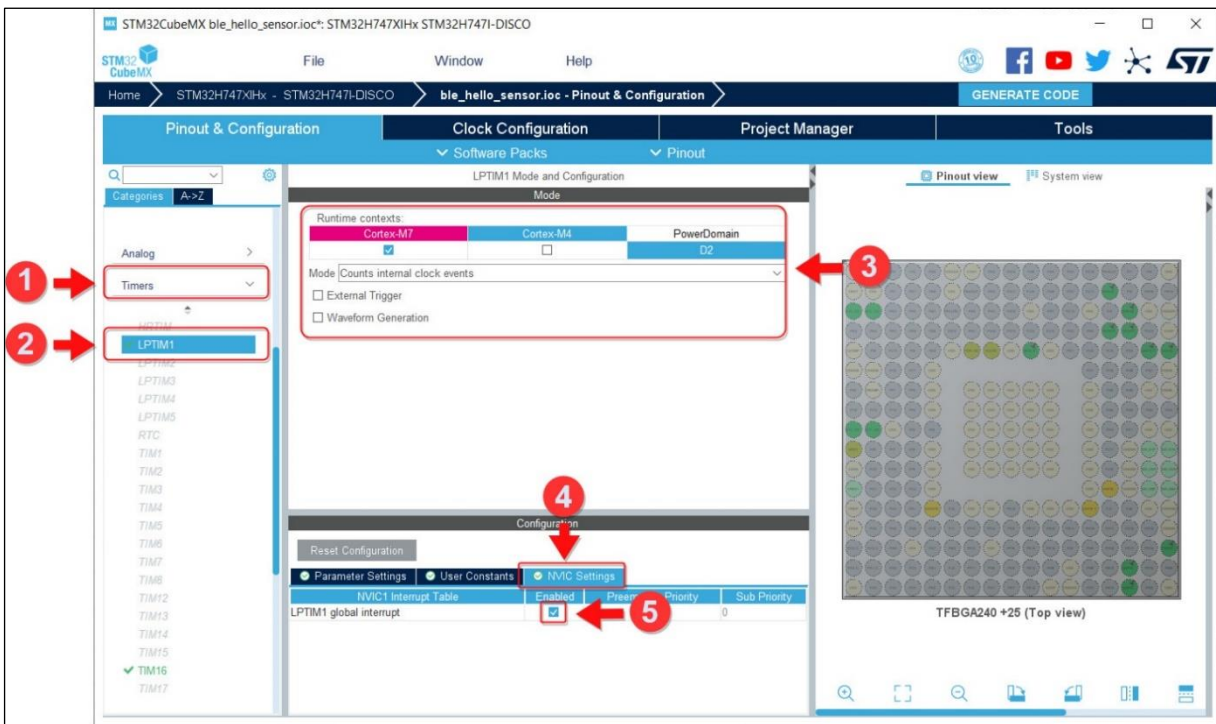 STM32CubeMX ble_hello_sensor.ioc*: STM32H747XIHx STM32H747I-DISCO
STM32
CubeMX
File Window Help
10
Home STM32H747XIHx - STM32H747I-DISCO ble_hello_sensor.ioc - Pinout & Configuration GENERATE CODE
Pinout & Configuration Clock Configuration Project Manager Tools
Software Packs Pinout
LPTIM1 Mode and Configuration
Pinout view System view
Categories A->Z
Mode
Runtime contexts:
Cortex-M7 Cortex-M4 PowerDomain
D2
Mode Counts internal clock events
External Trigger
Waveform Generation
1
2
3
4
5
Analog
Timers
HRTIM
LPTIM1
LPTIM2
LPTIM3
LPTIM4
LPTIM5
RTC
TIM1
TIM2
TIM3
TIM4
TIM5
TIM6
TIM7
TIM8
TIM12
TIM13
TIM14
TIM15
TIM16
TIM17
Configuration
Reset Configuration
Parameter Settings User Constants NVIC Settings
NVIC1 Interrupt Table Enabled Priority Sub Priority
LPTIM1 global interrupt 0
TFBGA240 +25 (Top view)